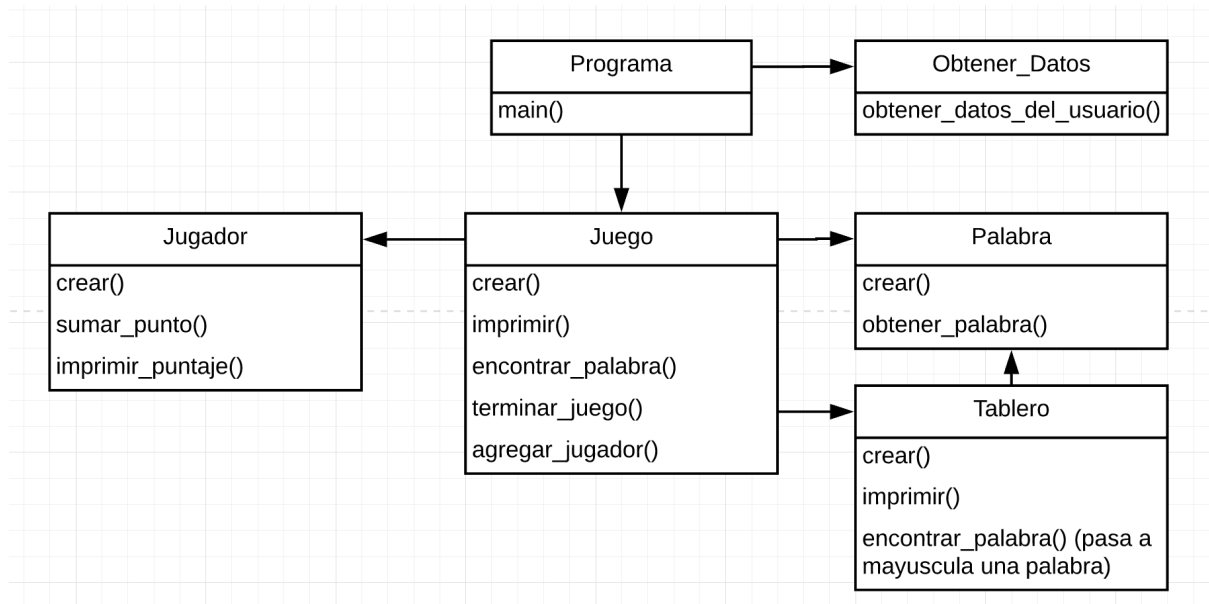 Programa
main()
Obtener_Datos
obtener_datos_del_usuario()
Jugador
crear()
sumar_punto()
imprimir_puntaje()
Juego
crear()
imprimir()
encontrar_palabra()
terminar_juego()
agregar_jugador()
Palabra
crear()
obtener_palabra()
Tablero
crear()
imprimir()
encontrar_palabra() (pasa a
mayuscula una palabra)